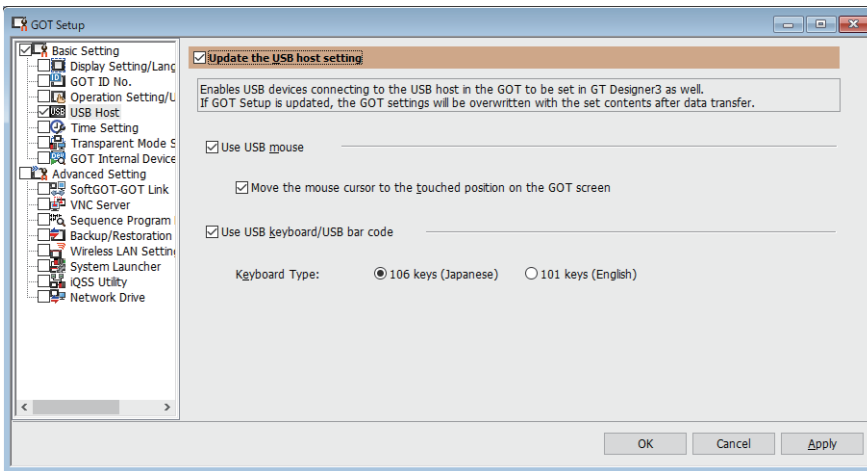 GOT Setup
Basic Setting
Display Setting/Lang
GOT ID No.
Operation Setting/U
USB Host
Time Setting
Transparent Mode S
GOT Internal Device
Advanced Setting
SoftGOT-GOT Link
VNC Server
Sequence Program
Backup/Restoration
Wireless LAN Settin
System Launcher
iQSS Utility
Network Drive
Update the USB host setting
Enables USB devices connecting to the USB host in the GOT to be set in GT Designer3 as well.
If GOT Setup is updated, the GOT settings will be overwritten with the set contents after data transfer.
Use USB mouse
Move the mouse cursor to the touched position on the GOT screen
Use USB keyboard/USB bar code
Keyboard Type: 106 keys (Japanese) 101 keys (English)
OK Cancel Apply